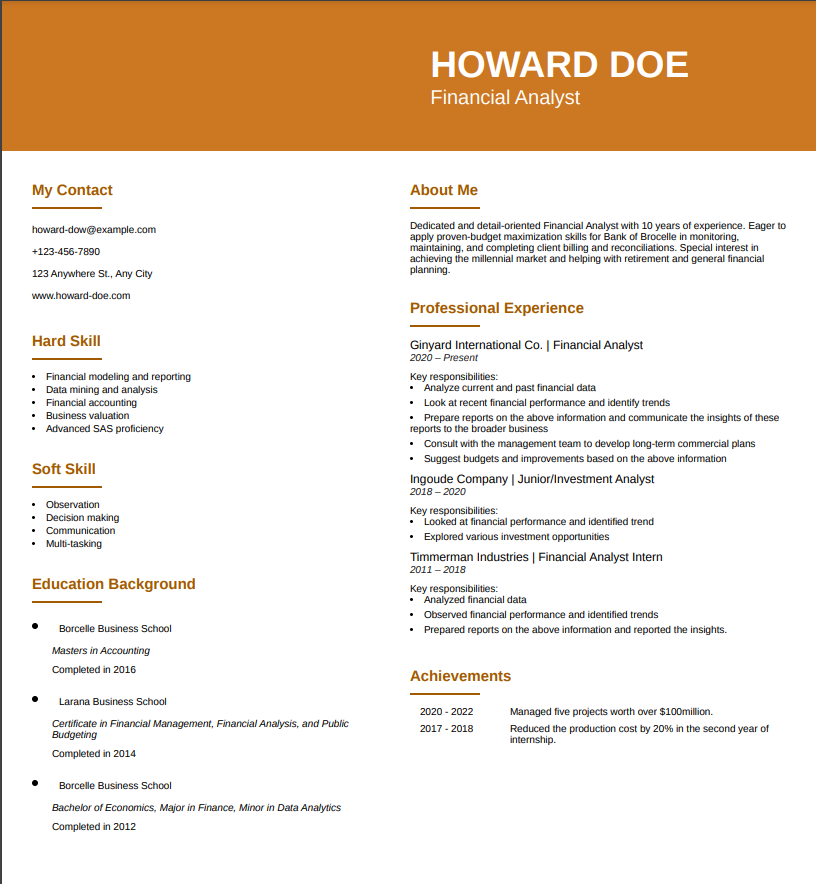 HOWARD DOE
Financial Analyst
My Contact
howard-dow@example.com
+123-456-7890
123 Anywhere St., Any City
www.howard-doe.com
Hard Skill
• Financial modeling and reporting
• Data mining and analysis
• Financial accounting
• Business valuation
• Advanced SAS proficiency
Soft Skill
• Observation
• Decision making
• Communication
• Multi-tasking
Education Background
• Borcelle Business School
Masters in Accounting
Completed in 2016
• Larana Business School
Certificate in Financial Management, Financial Analysis, and Public
Budgeting
Completed in 2014
• Borcelle Business School
Bachelor of Economics, Major in Finance, Minor in Data Analytics
Completed in 2012
About Me
Dedicated and detail-oriented Financial Analyst with 10 years of experience. Eager to
apply proven-budget maximization skills for Bank of Brocelle in monitoring,
maintaining, and completing client billing and reconciliations. Special interest in
achieving the millennial market and helping with retirement and general financial
planning.
Professional Experience
Ginyard International Co. | Financial Analyst
2020 – Present
Key responsibilities:
• Analyze current and past financial data
• Look at recent financial performance and identify trends
• Prepare reports on the above information and communicate the insights of these
reports to the broader business
• Consult with the management team to develop long-term commercial plans
• Suggest budgets and improvements based on the above information
Ingoude Company | Junior/Investment Analyst
2018 – 2020
Key responsibilities:
• Looked at financial performance and identified trend
• Explored various investment opportunities
Timmerman Industries | Financial Analyst Intern
2011 – 2018
Key responsibilities:
• Analyzed financial data
• Observed financial performance and identified trends
• Prepared reports on the above information and reported the insights.
Achievements
2020 - 2022 Managed five projects worth over $100million.
2017 - 2018 Reduced the production cost by 20% in the second year of
internship.